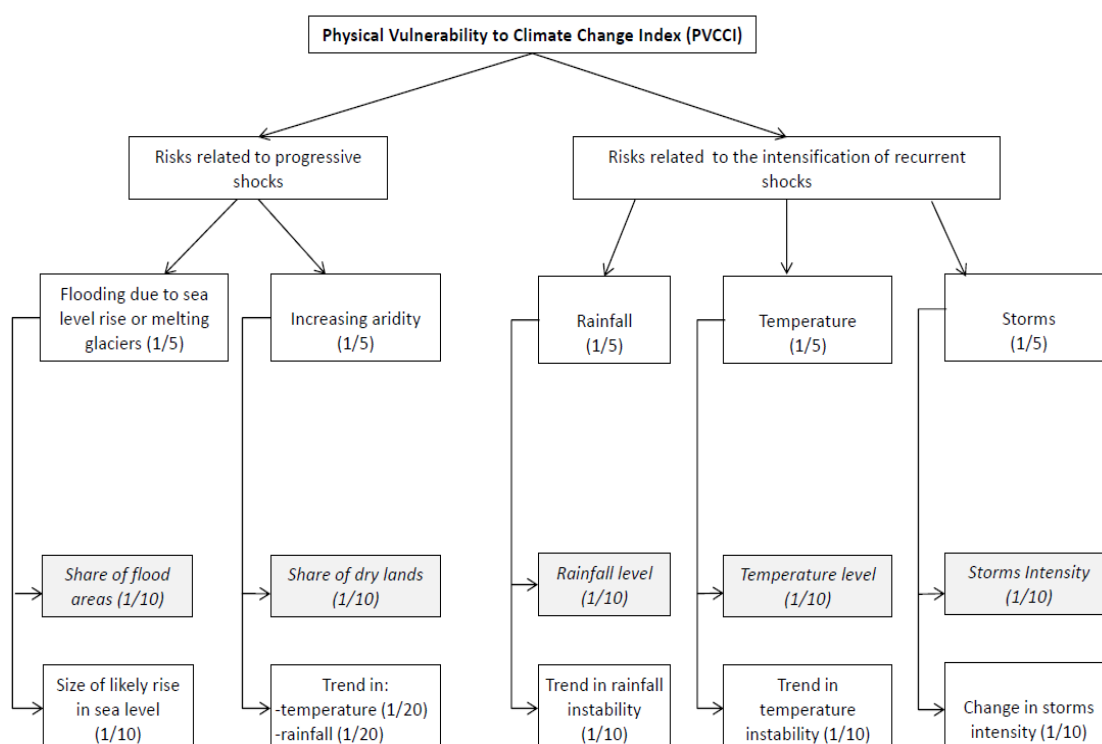 Physical Vulnerability to Climate Change Index (PVCCI)
Risks related to progressive
shocks
Risks related to the intensification of recurrent
shocks
Flooding due to sea
level rise or melting
glaciers (1/5)
Increasing aridity
(1/5)
Rainfall
(1/5)
Temperature
(1/5)
Storms
(1/5)
Share of flood
areas (1/10)
Share of dry lands
(1/10)
Rainfall level
(1/10)
Temperature level
(1/10)
Storms Intensity
(1/10)
Size of likely rise
in sea level
(1/10)
Trend in:
-temperature (1/20)
-rainfall (1/20)
Trend in rainfall
instability
(1/10)
Trend in
temperature
instability (1/10)
Change in storms
intensity (1/10)